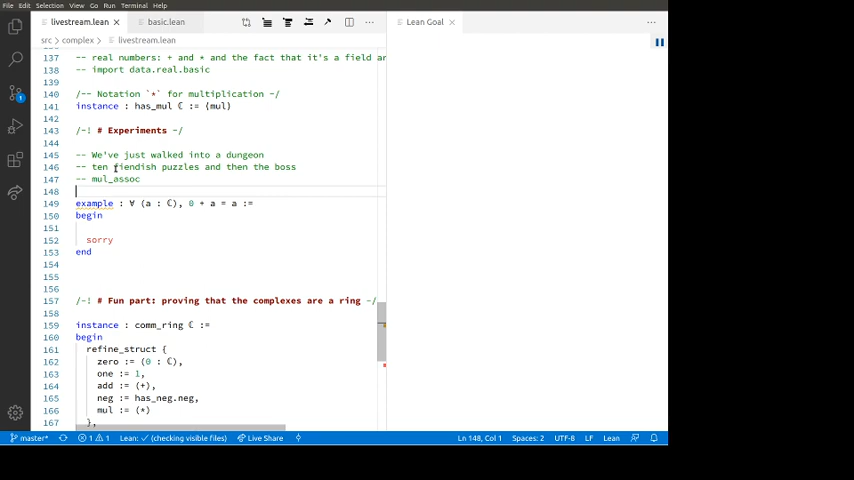 File Edit Selection View Go Run Terminal Help
livestream.lean
basic.lean
Lean Goal
src > complex > livestream.lean
137 -- real numbers: + and * and the fact that it's a field ar
138 -- import data.real.basic
139
140 /-- Notation `*` for multiplication -/
141 instance : has_mul ℂ := ⟨mul⟩
142
143 /-! # Experiments -/
144
145 -- We've just walked into a dungeon
146 -- ten fiendish puzzles and then the boss
147 -- mul_assoc
148
149 example : ∀ (a : ℂ), 0 + a = a :=
150 begin
151
152 sorry
153 end
154
155
156
157 /-! # Fun part: proving that the complexes are a ring -/
158
159 instance : comm_ring ℂ :=
160 begin
161 refine_struct {
162 zero := (0 : ℂ),
163 one := 1,
164 add := (+),
165 neg := has_neg.neg,
166 mul := (*)
167 },
master* 1 1 Lean: ✓ (checking visible files) Live Share Ln 148, Col 1 Spaces: 2 UTF-8 LF Lean